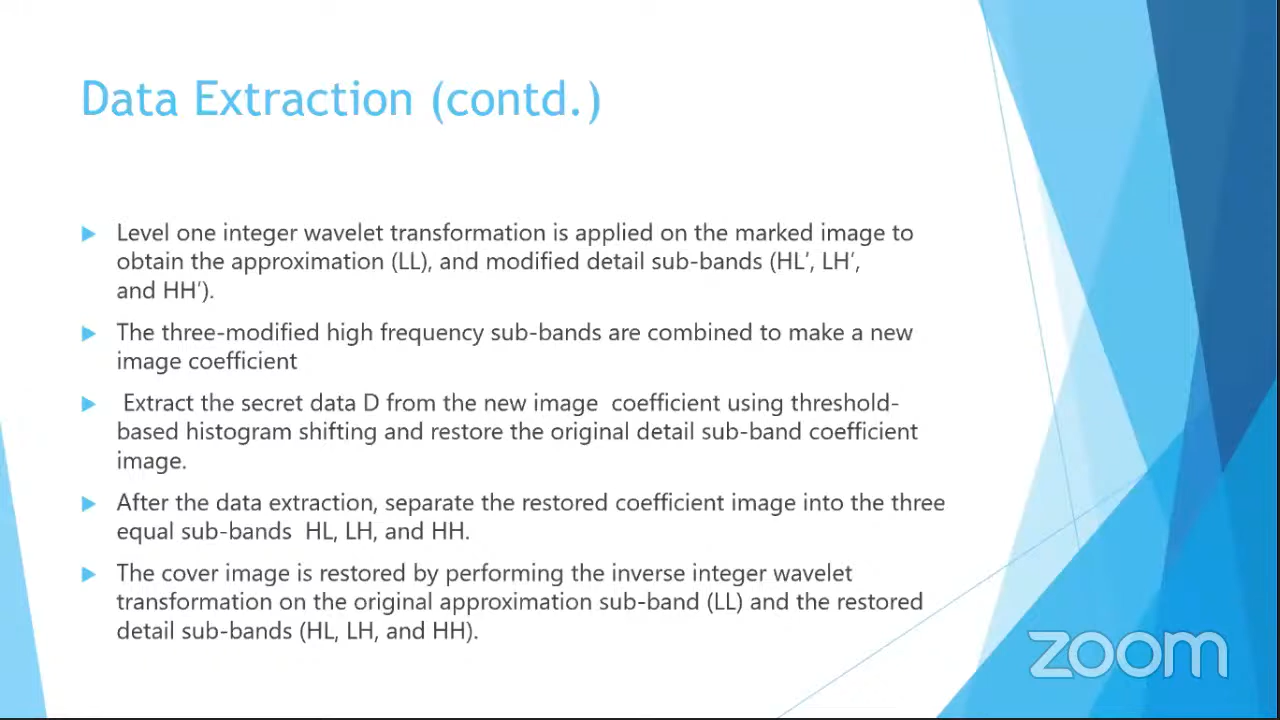 Data Extraction (contd.)
Level one integer wavelet transformation is applied on the marked image to
obtain the approximation (LL), and modified detail sub-bands (HL’, LH’,
and HH’).
The three-modified high frequency sub-bands are combined to make a new
image coefficient
Extract the secret data D from the new image coefficient using threshold-
based histogram shifting and restore the original detail sub-band coefficient
image.
After the data extraction, separate the restored coefficient image into the three
equal sub-bands HL, LH, and HH.
The cover image is restored by performing the inverse integer wavelet
transformation on the original approximation sub-band (LL) and the restored
detail sub-bands (HL, LH, and HH).
zoom